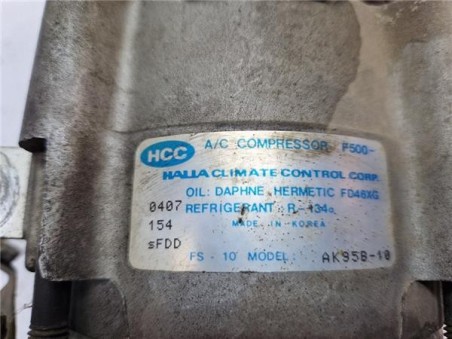 HCC A/C COMPRESSOR F500-
HALLA CLIMATE CONTROL CORP.
OIL: DAPHNE HERMETIC FD46XG
0407 REFRIGERANT R-134a
154 MADE IN KOREA
sFDD
FS-10 MODEL: AK95B-10